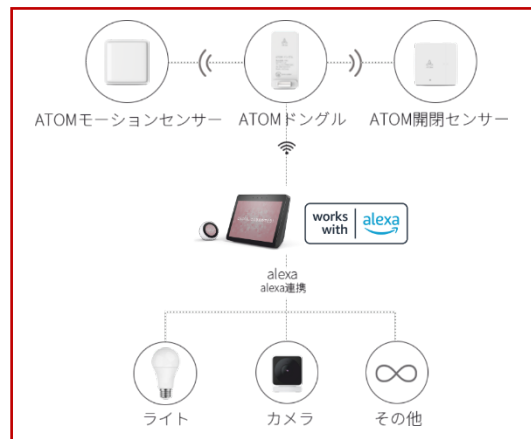 ATOMモーションセンサー
ATOMドングル
ATOM開閉センサー
works with
alexa
alexa
alexa連携
ライト
カメラ
その他